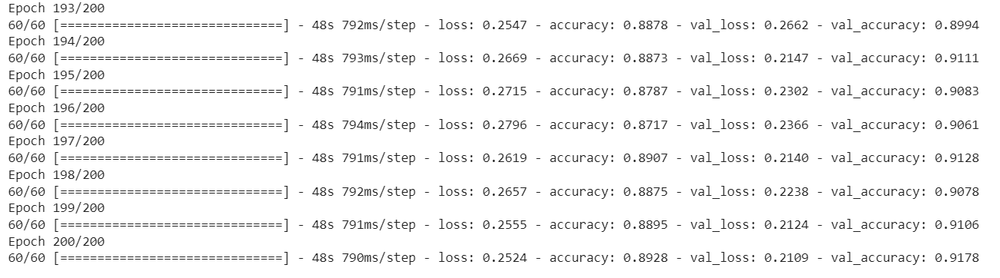 Epoch 193/200
60/60 [==============================] - 48s 792ms/step - loss: 0.2547 - accuracy: 0.8878 - val_loss: 0.2662 - val_accuracy: 0.8994
Epoch 194/200
60/60 [==============================] - 48s 793ms/step - loss: 0.2669 - accuracy: 0.8873 - val_loss: 0.2147 - val_accuracy: 0.9111
Epoch 195/200
60/60 [==============================] - 48s 791ms/step - loss: 0.2715 - accuracy: 0.8787 - val_loss: 0.2302 - val_accuracy: 0.9083
Epoch 196/200
60/60 [==============================] - 48s 794ms/step - loss: 0.2796 - accuracy: 0.8717 - val_loss: 0.2366 - val_accuracy: 0.9061
Epoch 197/200
60/60 [==============================] - 48s 791ms/step - loss: 0.2619 - accuracy: 0.8907 - val_loss: 0.2140 - val_accuracy: 0.9128
Epoch 198/200
60/60 [==============================] - 48s 792ms/step - loss: 0.2657 - accuracy: 0.8875 - val_loss: 0.2238 - val_accuracy: 0.9078
Epoch 199/200
60/60 [==============================] - 48s 791ms/step - loss: 0.2555 - accuracy: 0.8895 - val_loss: 0.2124 - val_accuracy: 0.9106
Epoch 200/200
60/60 [==============================] - 48s 790ms/step - loss: 0.2524 - accuracy: 0.8928 - val_loss: 0.2109 - val_accuracy: 0.9178